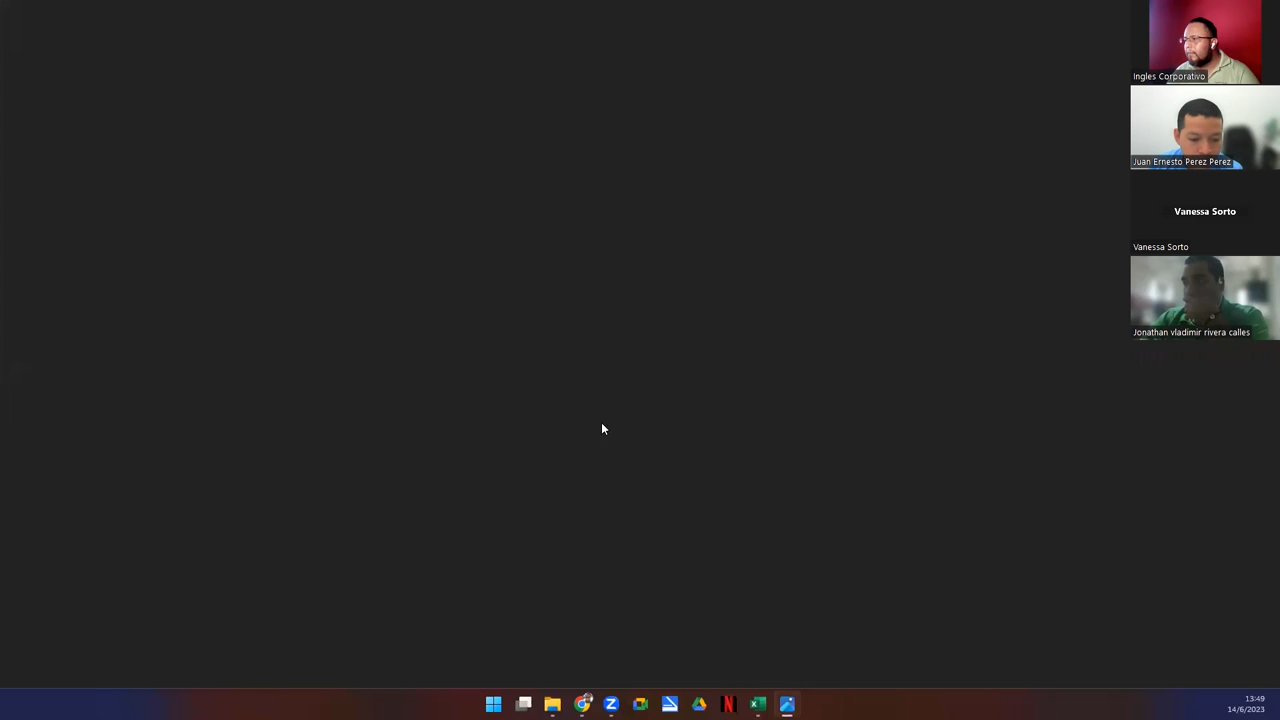 Ingles Corporativo
Juan Ernesto Perez Perez
Vanessa Sorto
Vanessa Sorto
Jonathan vladimir rivera calles
13:49
14/6/2023